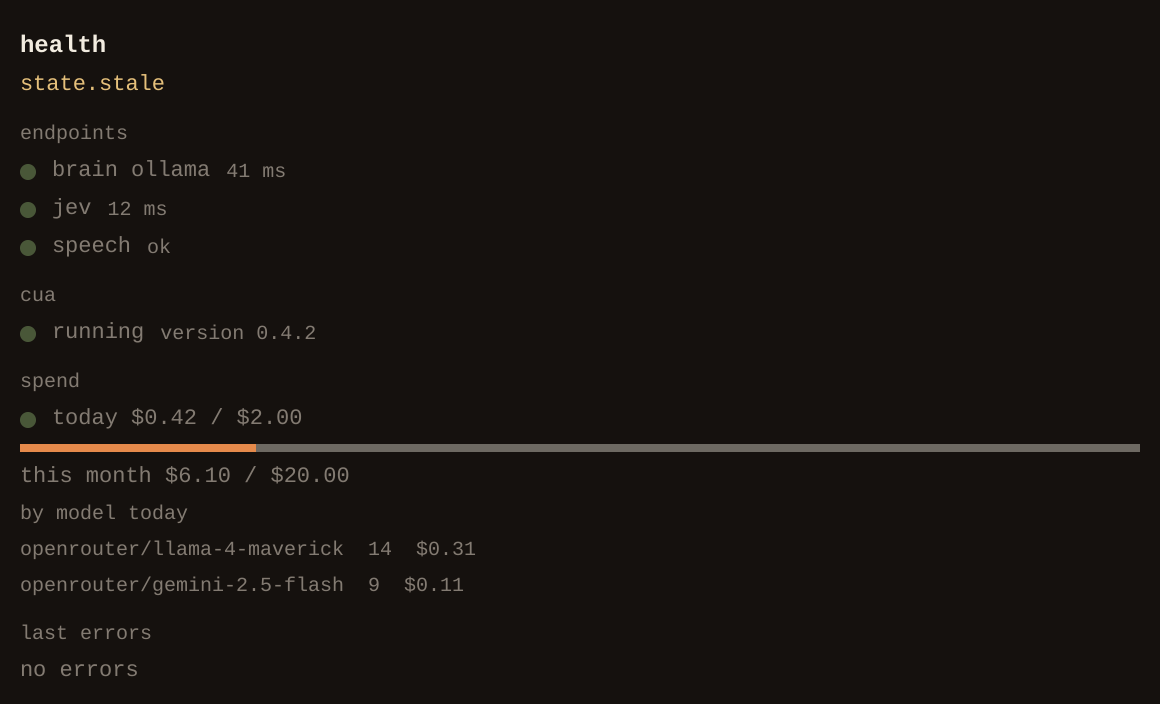 health
state.stale
endpoints
brain ollama 41 ms
jev 12 ms
speech ok
cua
running version 0.4.2
spend
today $0.42 / $2.00
this month $6.10 / $20.00
by model today
openrouter/llama-4-maverick 14 $0.31
openrouter/gemini-2.5-flash 9 $0.11
last errors
no errors